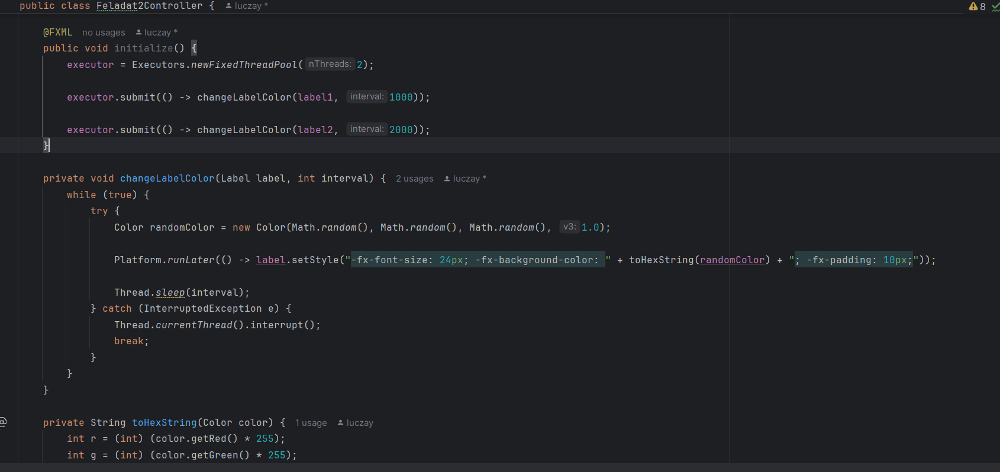 public class Feladat2Controller { luczay *
8
@FXML no usages luczay *
public void initialize() {
executor = Executors.newFixedThreadPool( nThreads: 2);
executor.submit(() -> changeLabelColor(label1, interval: 1000));
executor.submit(() -> changeLabelColor(label2, interval: 2000));
}
private void changeLabelColor(Label label, int interval) { 2 usages luczay *
while (true) {
try {
Color randomColor = new Color(Math.random(), Math.random(), Math.random(), v3: 1.0);
Platform.runLater(() -> label.setStyle("-fx-font-size: 24px; -fx-background-color: " + toHexString(randomColor) + "; -fx-padding: 10px;"));
Thread.sleep(interval);
} catch (InterruptedException e) {
Thread.currentThread().interrupt();
break;
}
}
}
@
private String toHexString(Color color) { 1 usage luczay
int r = (int) (color.getRed() * 255);
int g = (int) (color.getGreen() * 255);